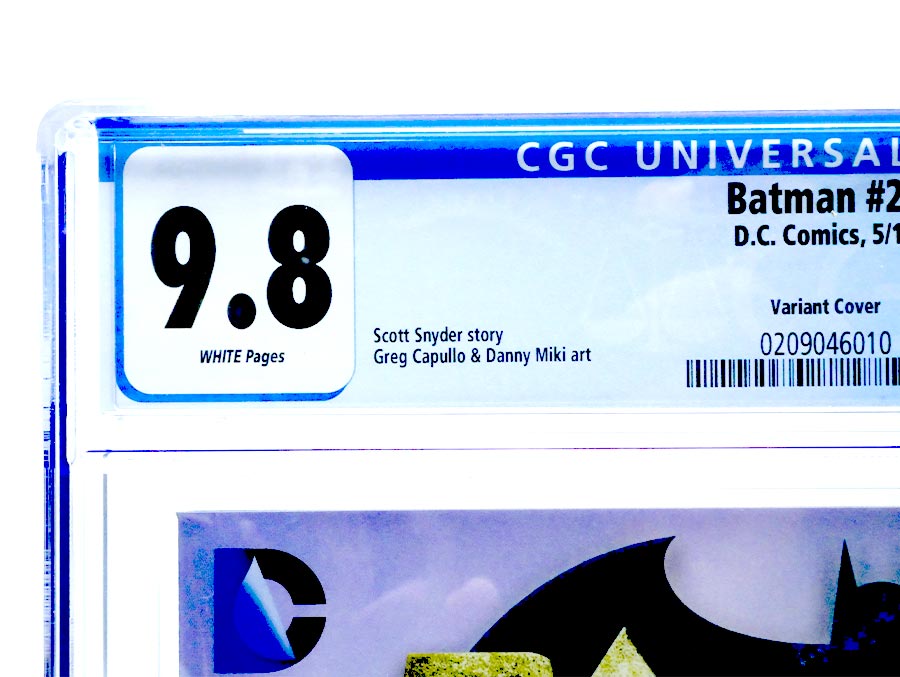 CGC UNIVERSAL
Batman #2
D.C. Comics, 5/1
9.8
WHITE Pages
Variant Cover
Scott Snyder story
Greg Capullo & Danny Miki art
0209046010
DC